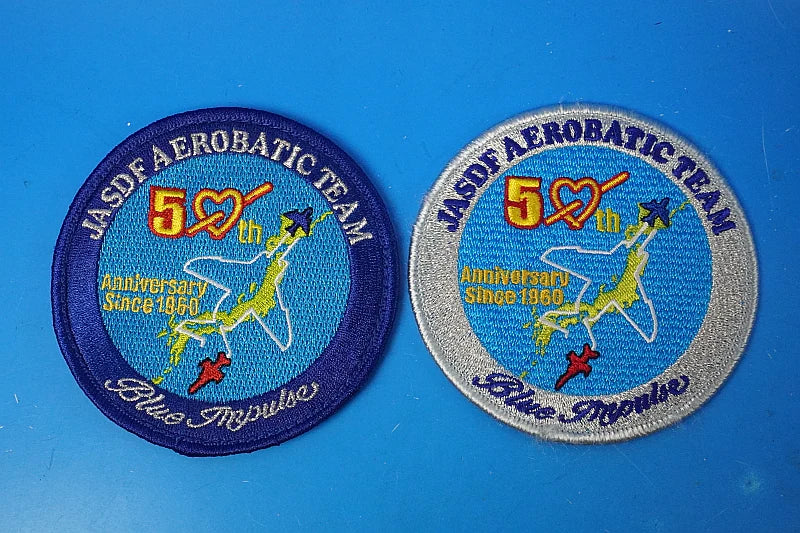 JASDF AEROBATIC TEAM
50th
Anniversary
Since 1960
Blue Impulse
JASDF AEROBATIC TEAM
50th
Anniversary
Since 1960
Blue Impulse